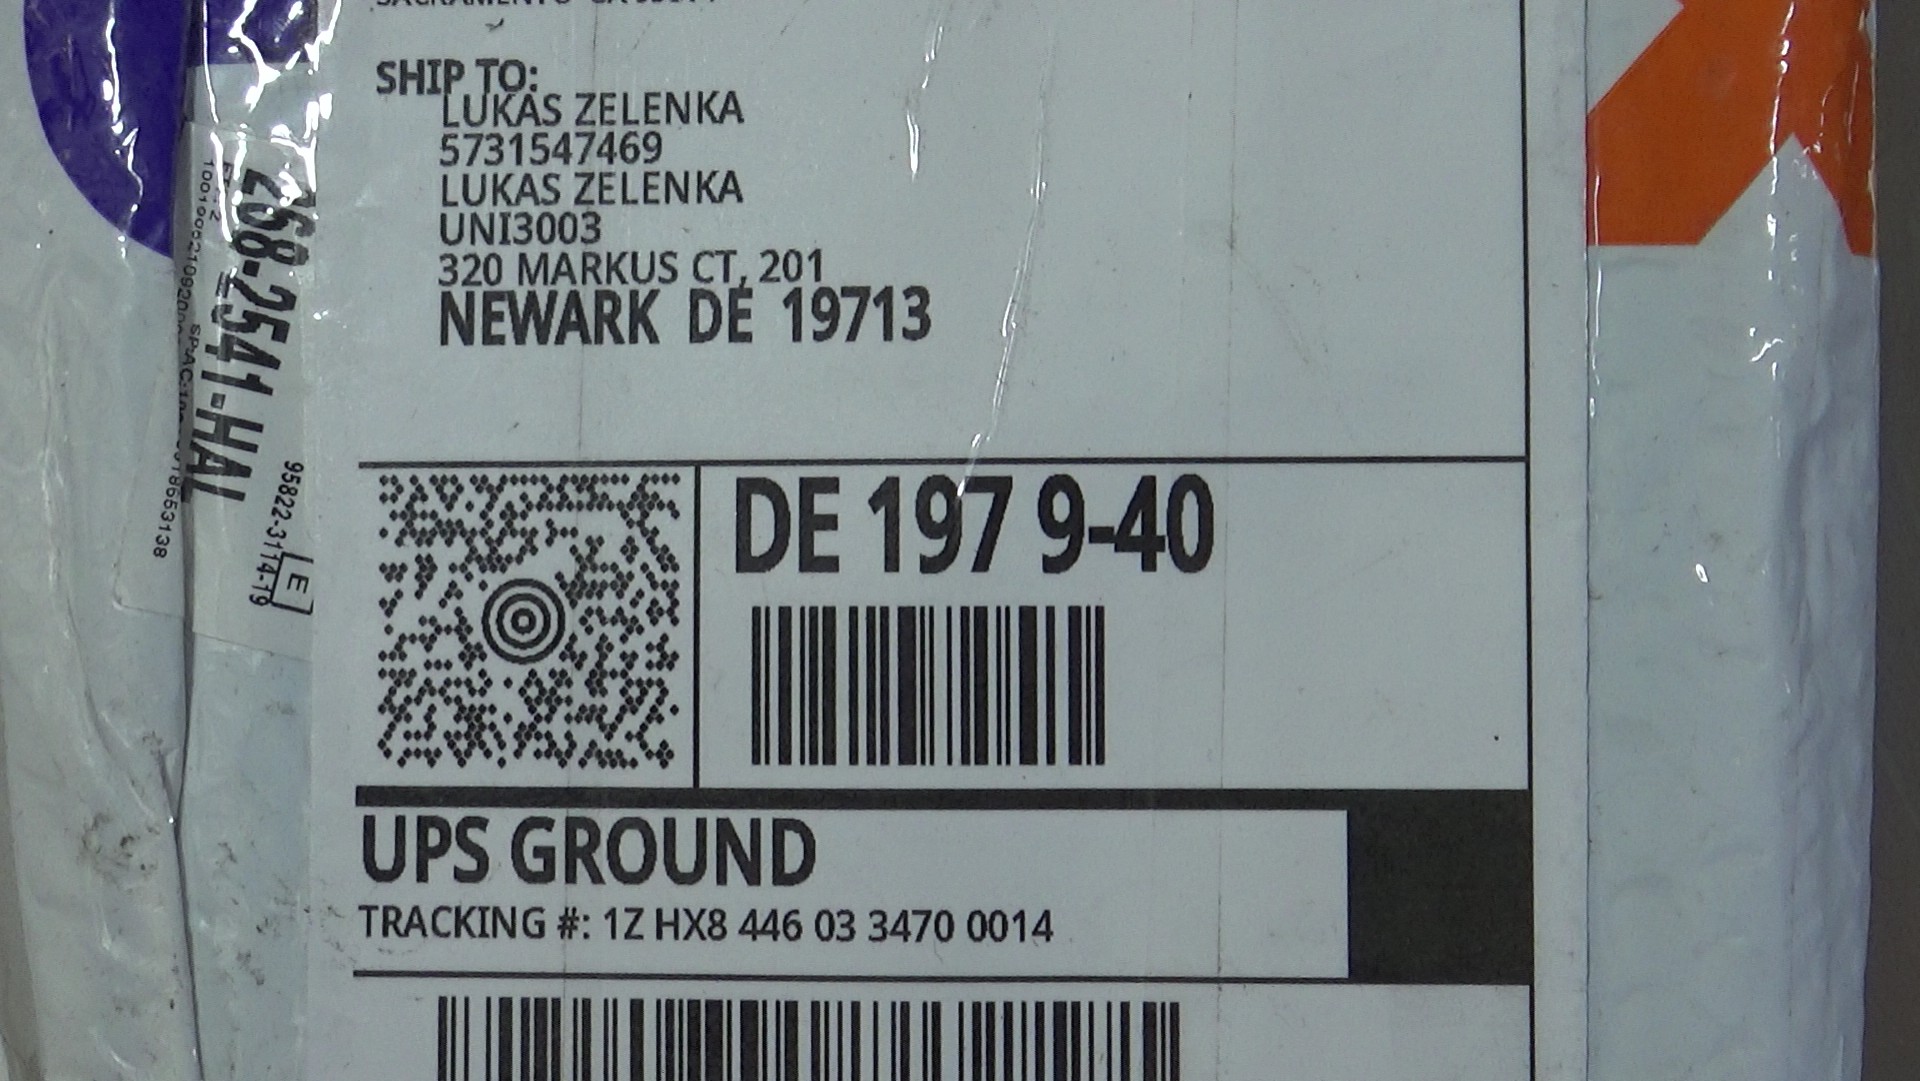 SHIP TO:
LUKAS ZELENKA
5731547469
LUKAS ZELENKA
UNI3003
320 MARKUS CT, 201
NEWARK DE 19713
DE 197 9-40
UPS GROUND
TRACKING #: 1Z HX8 446 03 3470 0014
268-2541-HAL
95822-3114-19
E